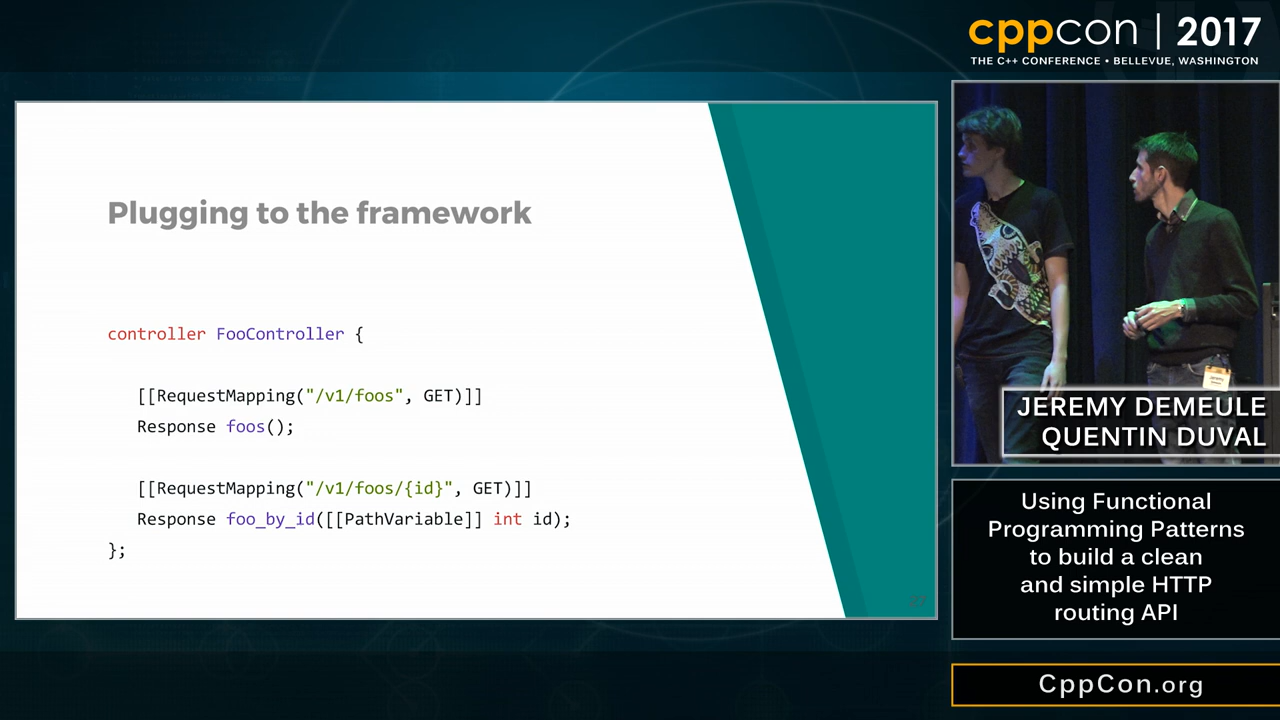 cppcon | 2017
THE C++ CONFERENCE • BELLEVUE, WASHINGTON
Plugging to the framework
controller FooController {
[[RequestMapping("/v1/foos", GET)]]
Response foos();
[[RequestMapping("/v1/foos/{id}", GET)]]
Response foo_by_id([[PathVariable]] int id);
};
27
JEREMY DEMEULE
QUENTIN DUVAL
Using Functional
Programming Patterns
to build a clean
and simple HTTP
routing API
CppCon.org